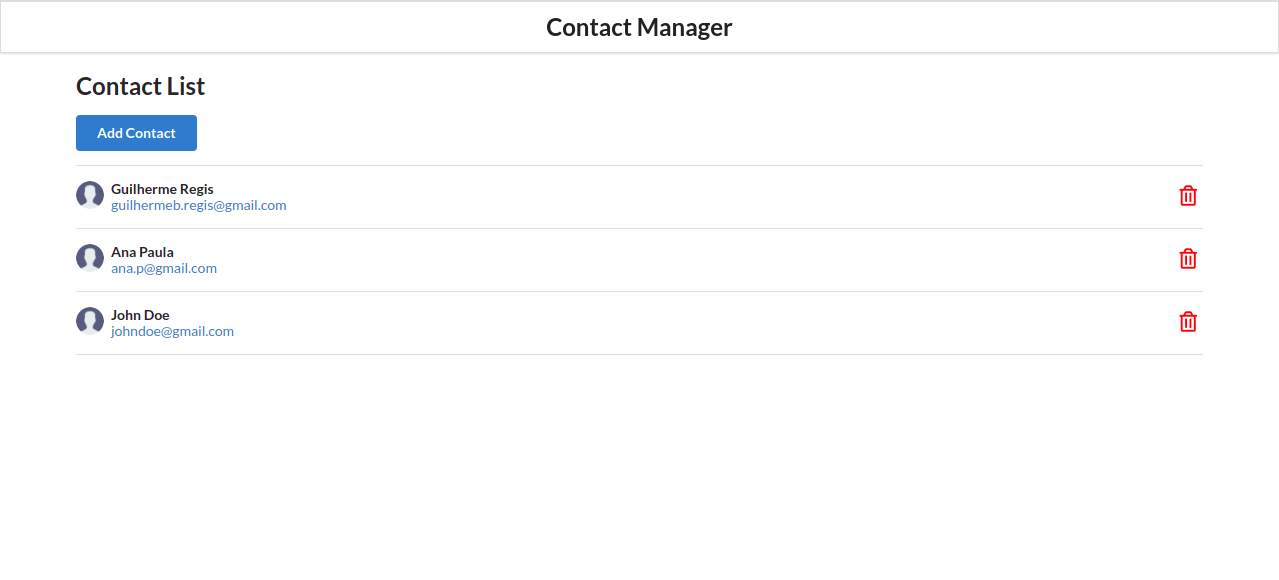 Contact Manager
Contact List
Add Contact
Guilherme Regis
guilhermeb.regis@gmail.com
Ana Paula
ana.p@gmail.com
John Doe
johndoe@gmail.com